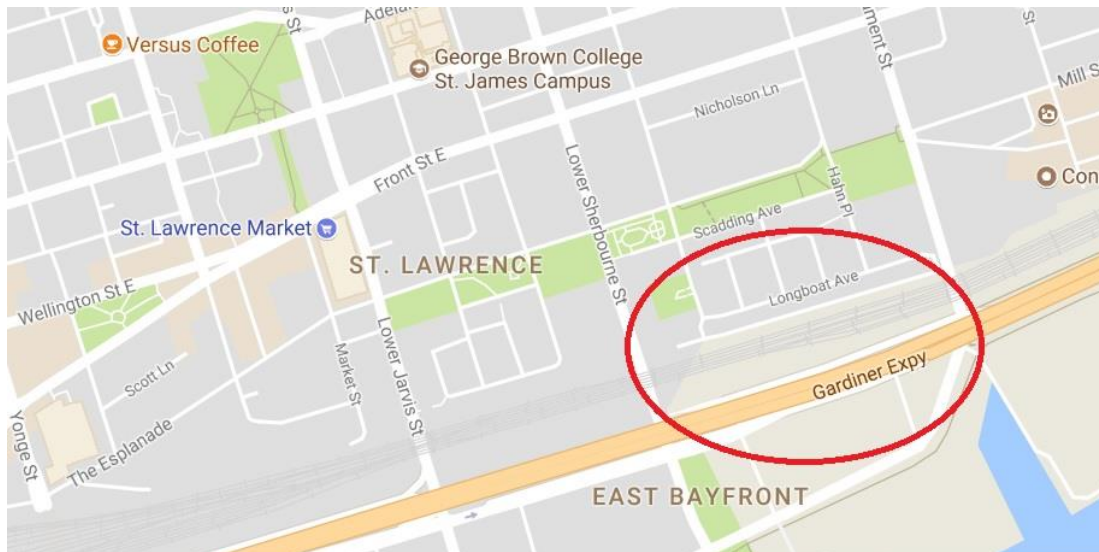 Versus Coffee
George Brown College
St. James Campus
Nicholson Ln
Mill S
Front St E
Lower Sherbourne St
Hahn Pl
Con
St. Lawrence Market
Scadding Ave
ST. LAWRENCE
Wellington St E
Longboat Ave
Lower Jarvis St
Market St
Scott Ln
Gardiner Expy
Yonge St
The Esplanade
EAST BAYFRONT